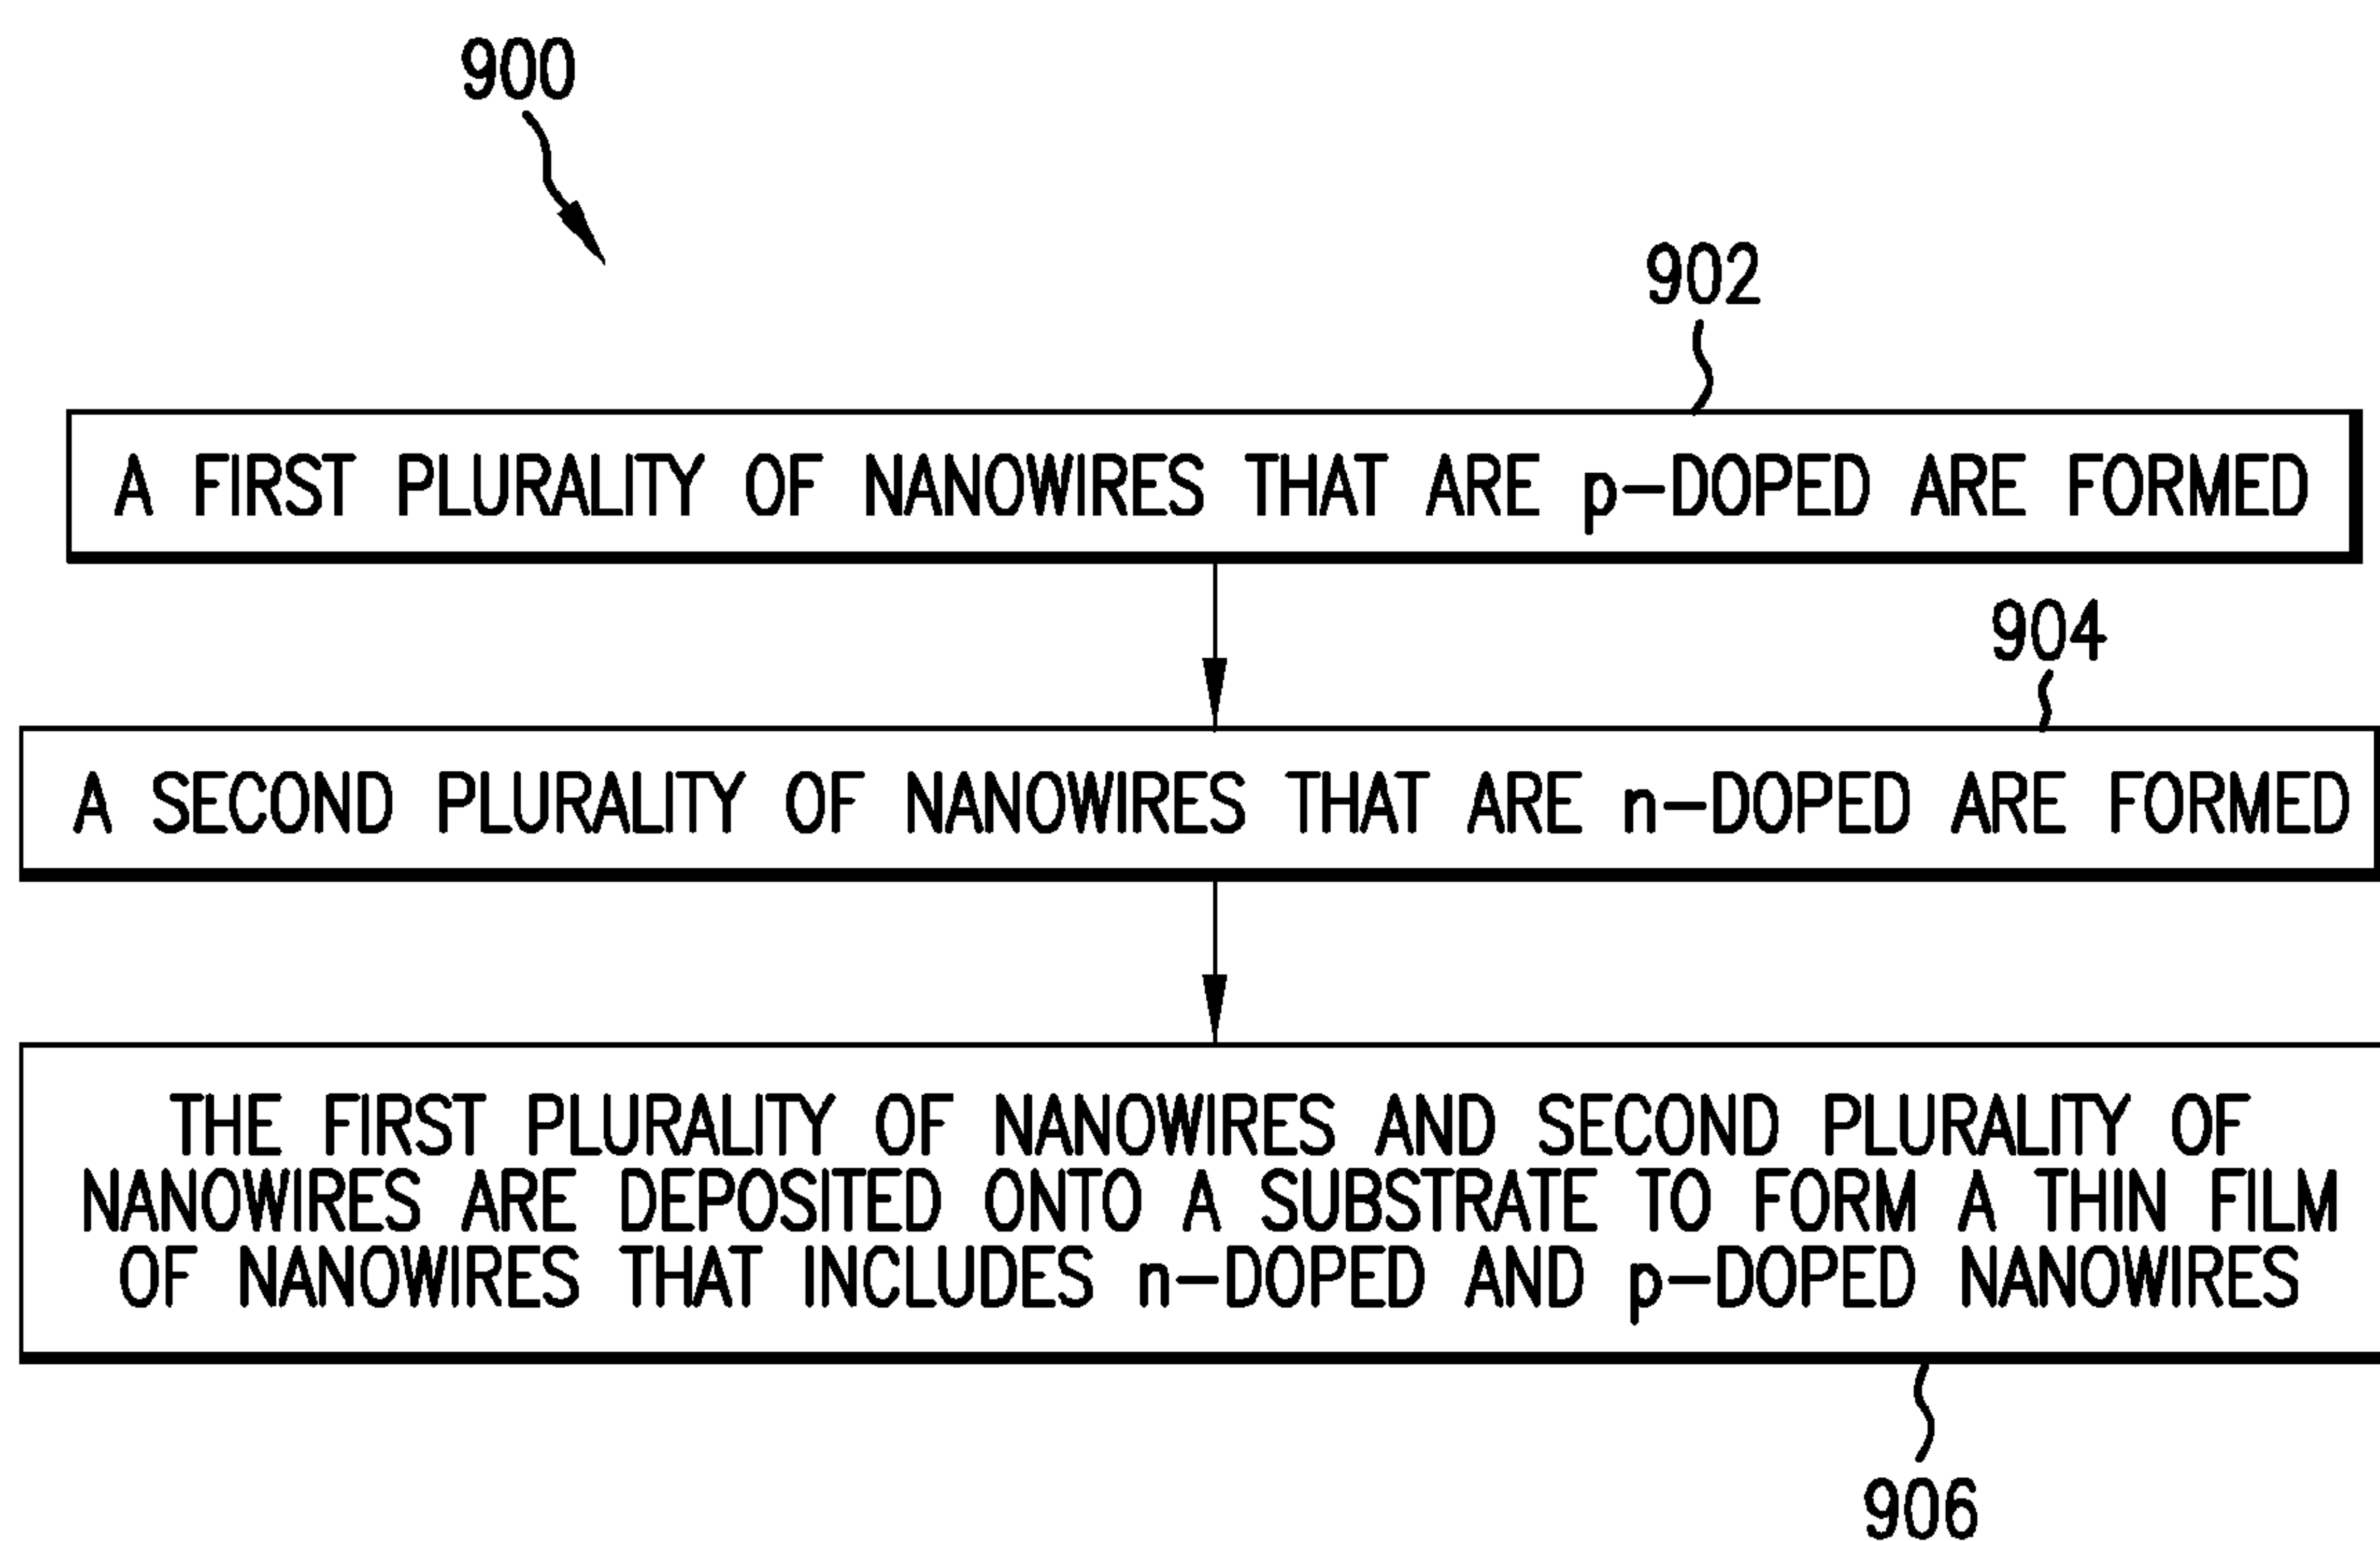 900
902
A FIRST PLURALITY OF NANOWIRES THAT ARE p-DOPED ARE FORMED
904
A SECOND PLURALITY OF NANOWIRES THAT ARE n-DOPED ARE FORMED
THE FIRST PLURALITY OF NANOWIRES AND SECOND PLURALITY OF
NANOWIRES ARE DEPOSITED ONTO A SUBSTRATE TO FORM A THIN FILM
OF NANOWIRES THAT INCLUDES n-DOPED AND p-DOPED NANOWIRES
906